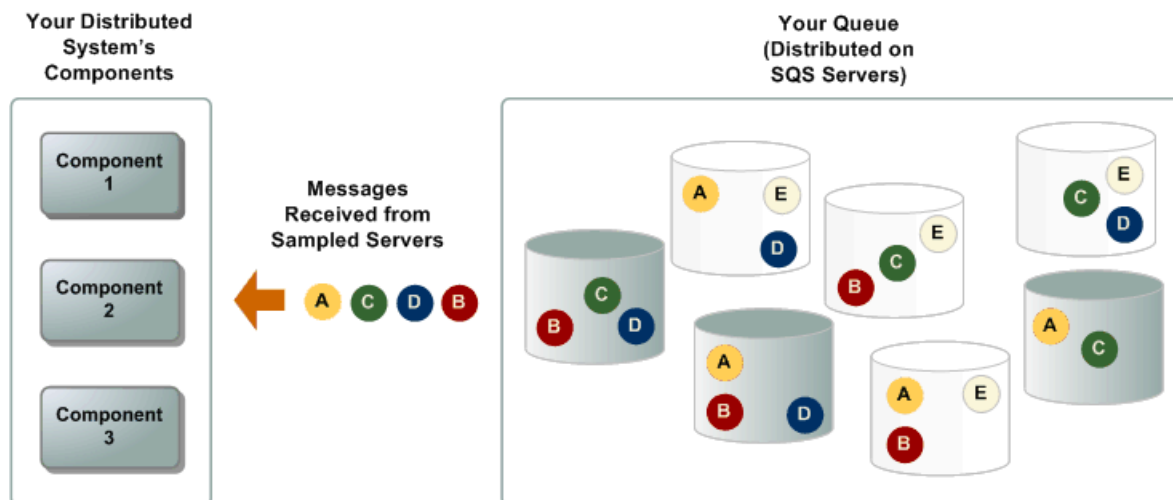 Your Distributed
System's
Components
Your Queue
(Distributed on
SQS Servers)
Component
1
Component
2
Component
3
Messages
Received from
Sampled Servers
A C D B
C
B D
A E
D
E
C
B
E
C
D
A
B D
A E
B
A
C